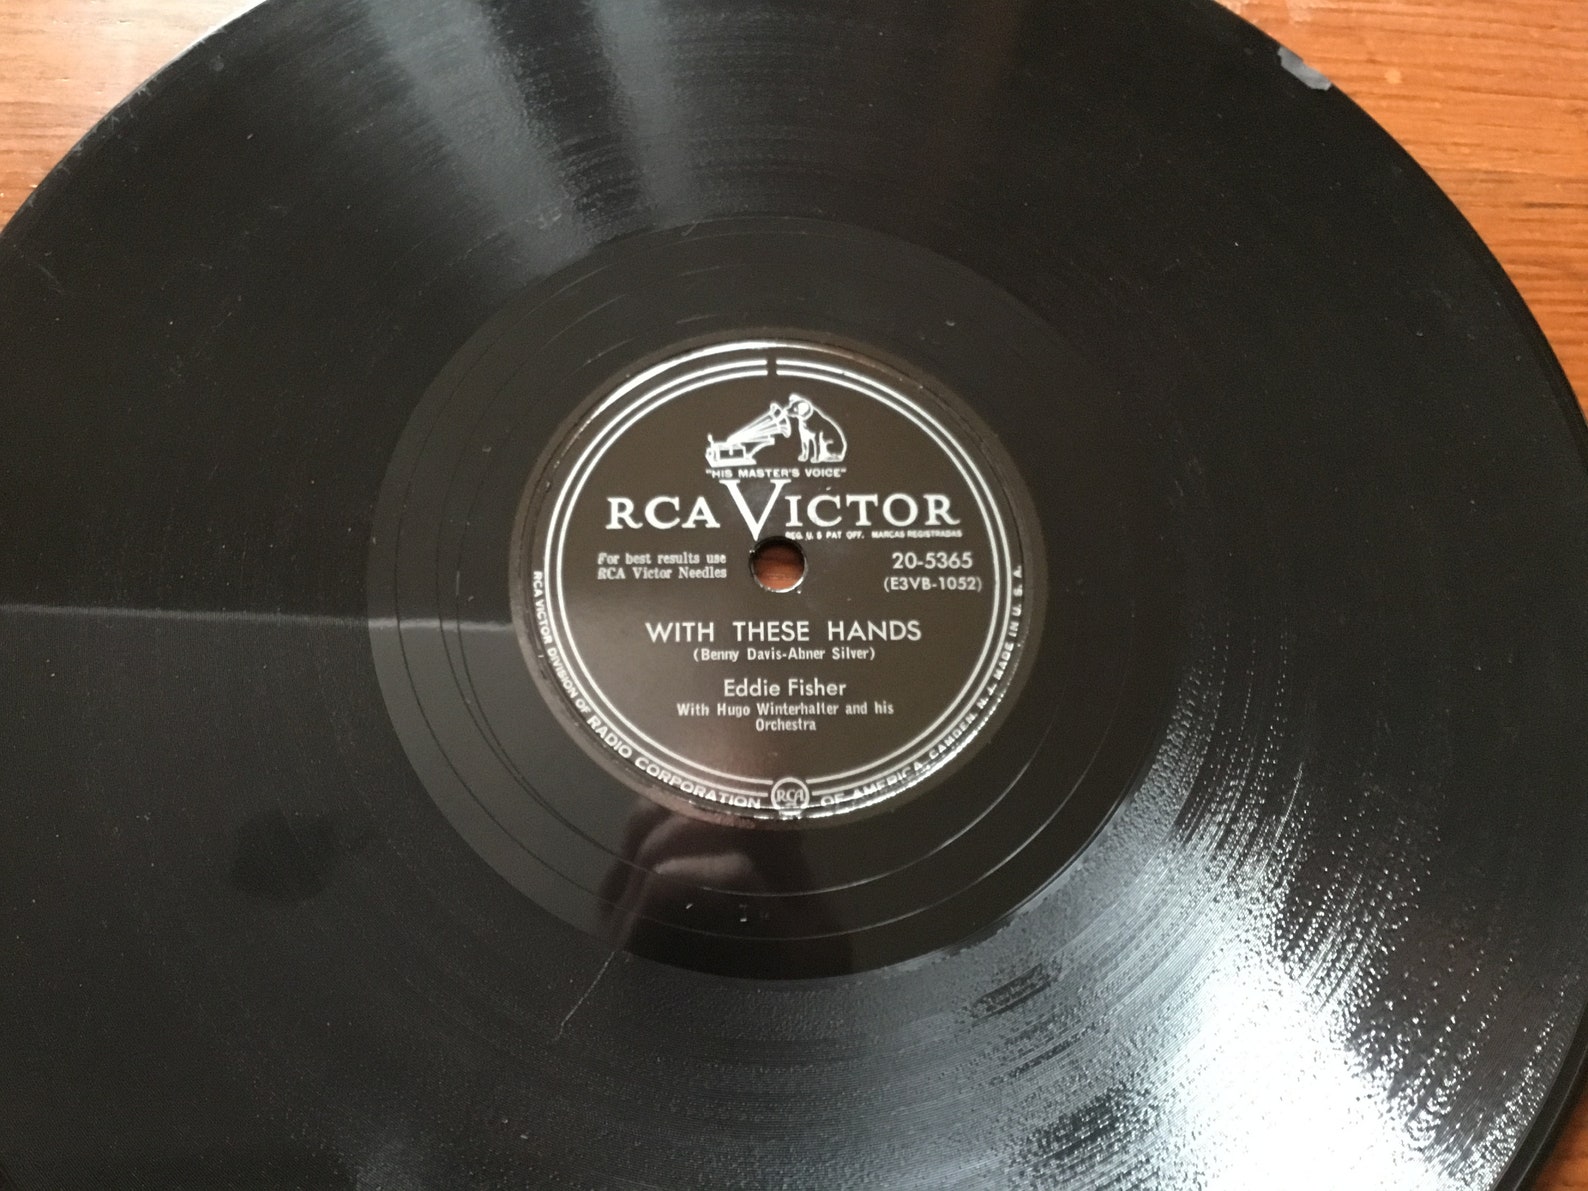 "HIS MASTER'S VOICE"
RCA VICTOR
REG. U. S. PAT. OFF. MARCAS REGISTRADAS
For best results use
RCA Victor Needles
20-5365
(E3VB-1052)
WITH THESE HANDS
(Benny Davis-Abner Silver)
Eddie Fisher
With Hugo Winterhalter and his
Orchestra
RCA VICTOR DIVISION OF RADIO CORPORATION RCA OF AMERICA, CAMDEN, N. J. MADE IN U. S. A.